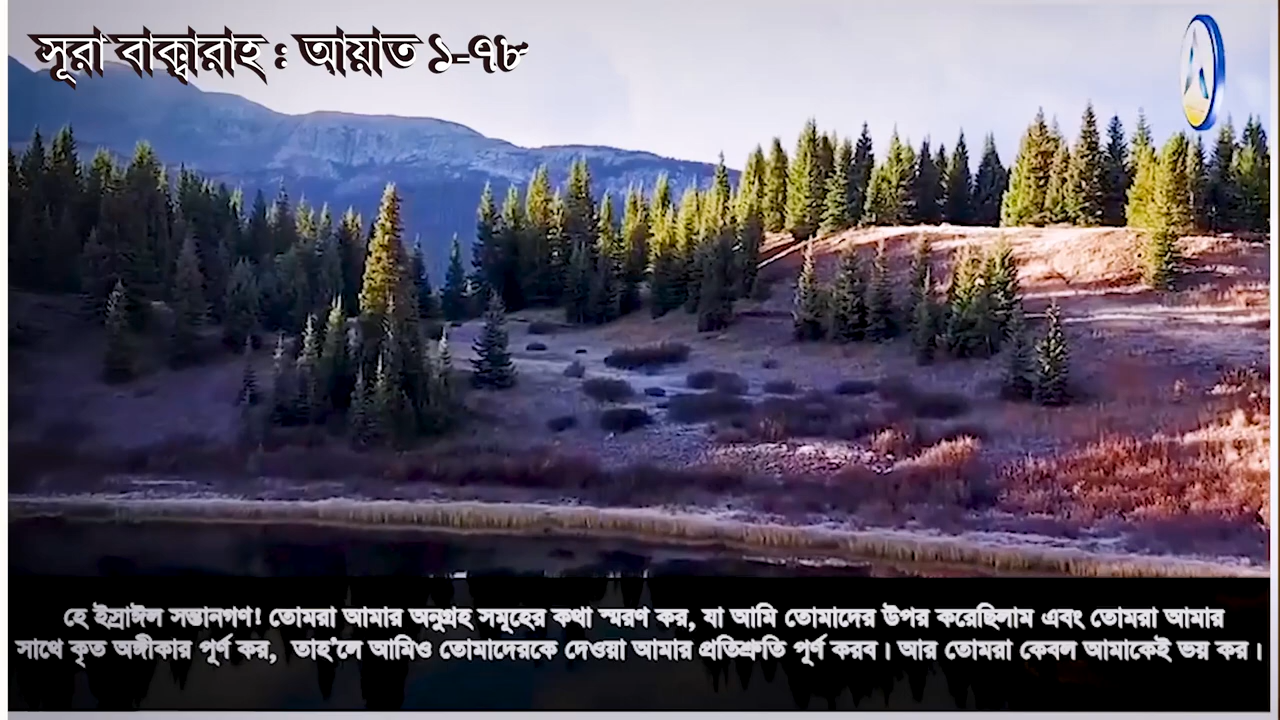 সূরা বাক্বারাহ : আয়াত ১-৭৮
হে ইস্রাঈল সন্তানগণ! তোমরা আমার অনুগ্রহ সমূহের কথা স্মরণ কর, যা আমি তোমাদের উপর করেছিলাম এবং তোমরা আমার
সাথে কৃত অঙ্গীকার পূর্ণ কর, তাহ'লে আমিও তোমাদেরকে দেওয়া আমার প্রতিশ্রুতি পূর্ণ করব। আর তোমরা কেবল আমাকেই ভয় কর।